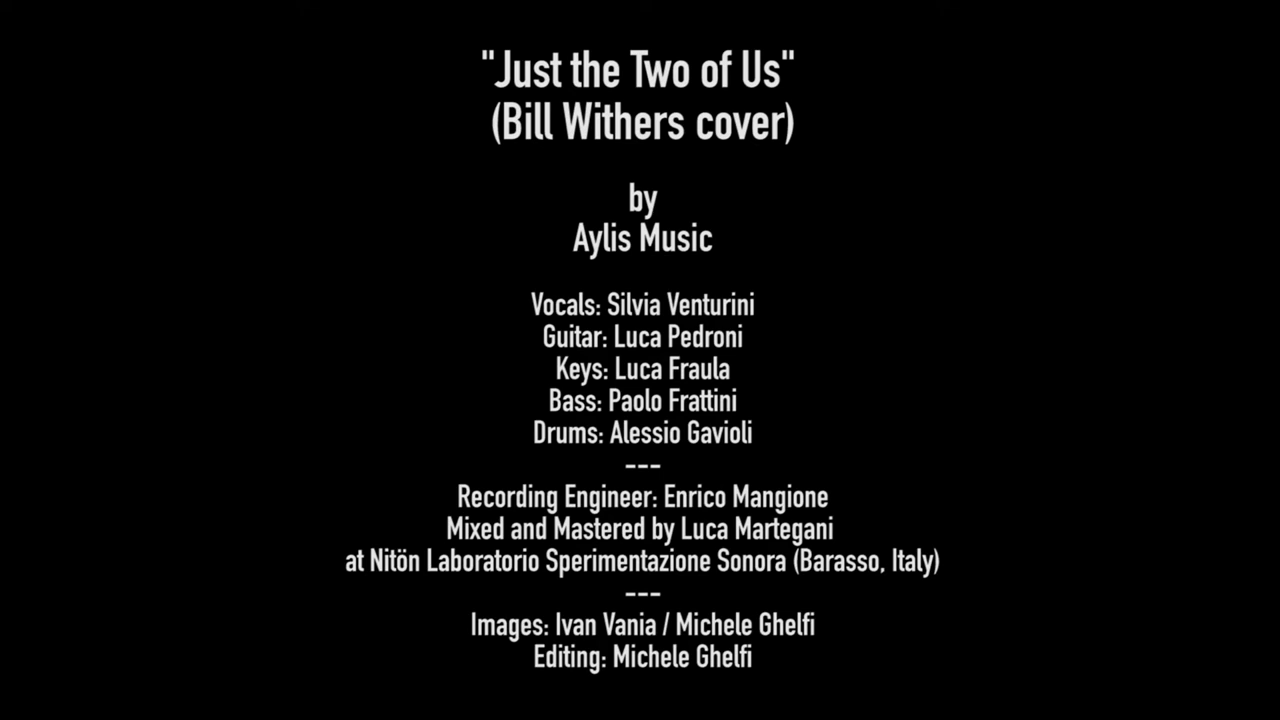 "Just the Two of Us"
(Bill Withers cover)
by
Aylis Music
Vocals: Silvia Venturini
Guitar: Luca Pedroni
Keys: Luca Fraula
Bass: Paolo Frattini
Drums: Alessio Gavioli
---
Recording Engineer: Enrico Mangione
Mixed and Mastered by Luca Martegani
at Nitön Laboratorio Sperimentazione Sonora (Barasso, Italy)
---
Images: Ivan Vania / Michele Ghelfi
Editing: Michele Ghelfi